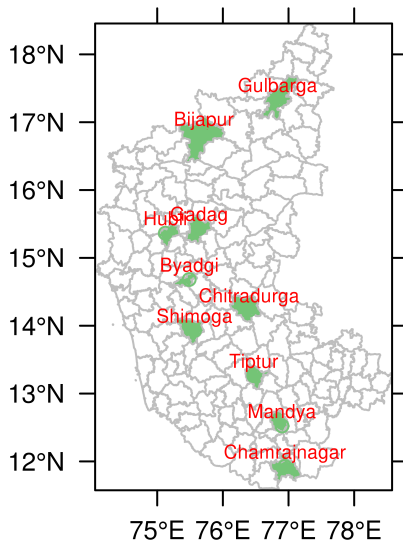 18°N
Gulbarga
17°N
Bijapur
16°N
Hubli
Gadag
15°N
Byadgi
Chitradurga
14°N
Shimoga
Tiptur
13°N
Mandya
Chamrajnagar
12°N
75°E 76°E 77°E 78°E